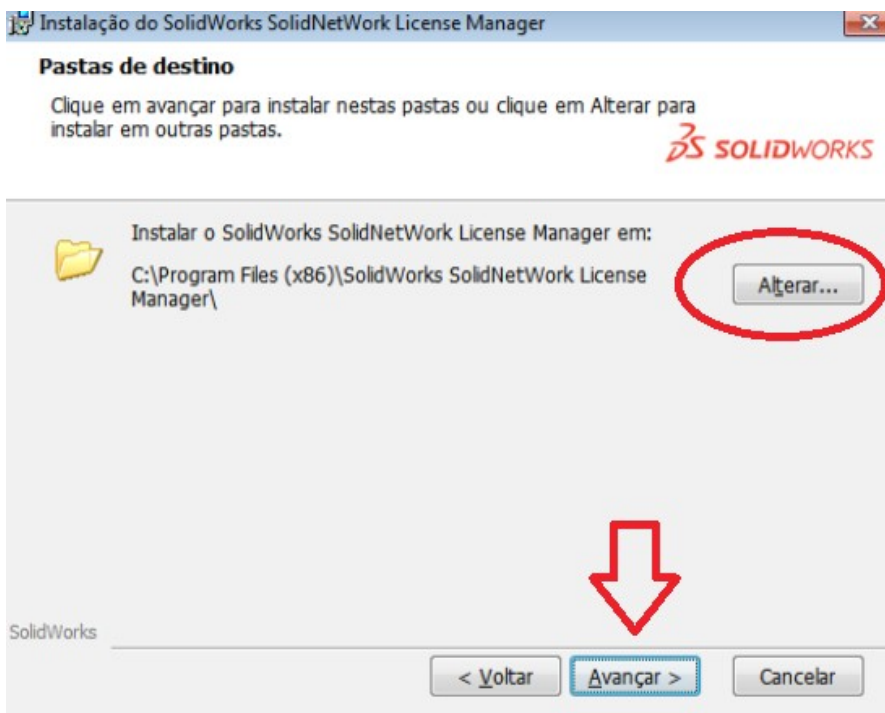 Instalação do SolidWorks SolidNetWork License Manager
Pastas de destino
Clique em avançar para instalar nestas pastas ou clique em Alterar para
instalar em outras pastas.
SOLIDWORKS
Instalar o SolidWorks SolidNetWork License Manager em:
C:\Program Files (x86)\SolidWorks SolidNetWork License
Manager\
Alterar...
SolidWorks
< Voltar
Avançar >
Cancelar